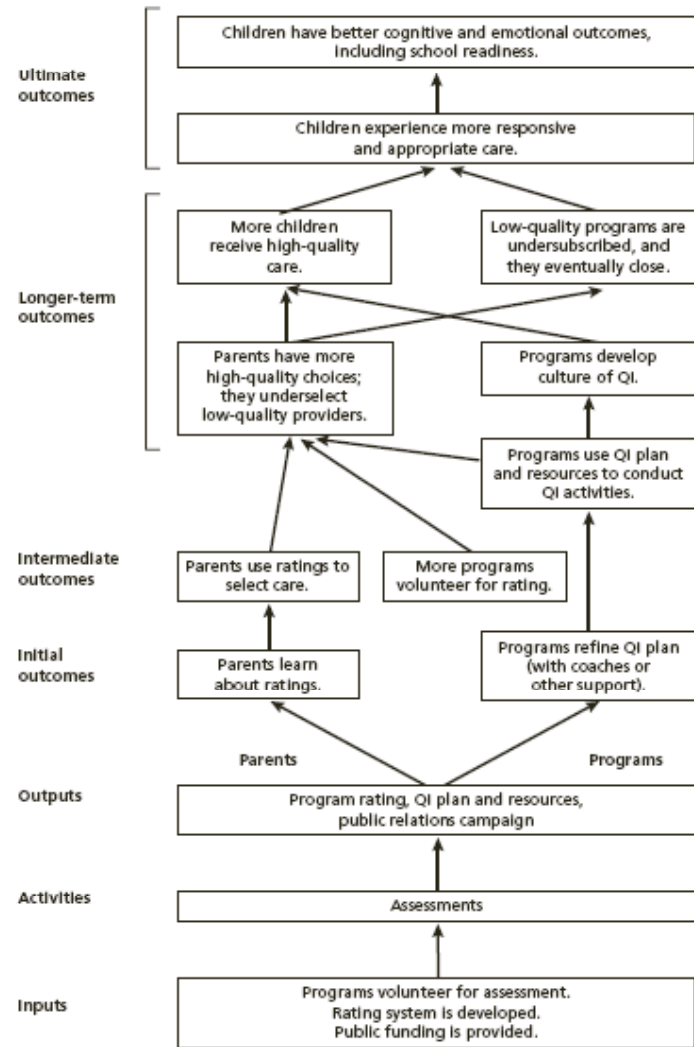 Children have better cognitive and emotional outcomes,
including school readiness.
Ultimate
outcomes
Children experience more responsive
and appropriate care.
More children
receive high-quality
care.
Low-quality programs are
undersubscribed, and
they eventually close.
Longer-term
outcomes
Parents have more
high-quality choices;
they underselect
low-quality providers.
Programs develop
culture of QI.
Programs use QI plan
and resources to conduct
QI activities.
Intermediate
outcomes
Parents use ratings to
select care.
More programs
volunteer for rating.
Initial
outcomes
Parents learn
about ratings.
Programs refine QI plan
(with coaches or
other support).
Parents
Programs
Outputs
Program rating, QI plan and resources,
public relations campaign
Activities
Assessments
Inputs
Programs volunteer for assessment.
Rating system is developed.
Public funding is provided.